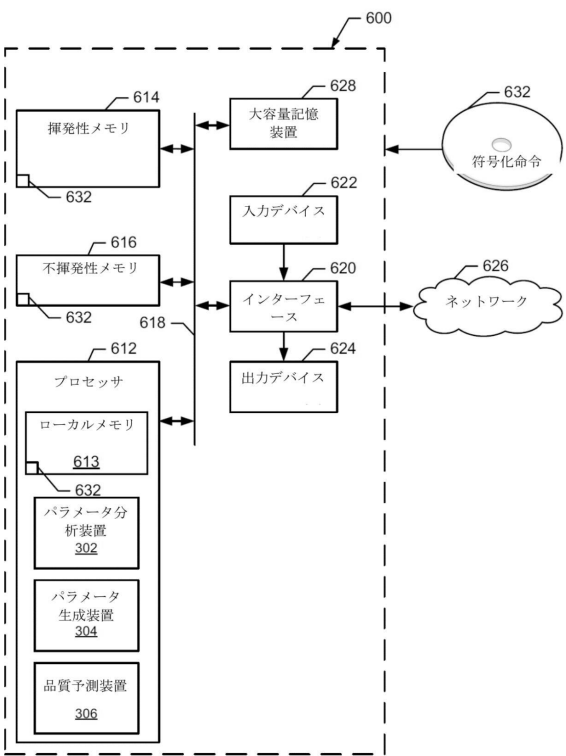 600
614
揮発性メモリ
632
628
大容量記憶
装置
632
符号化命令
622
入力デバイス
616
不揮発性メモリ
632
618
620
インターフェ
ース
626
ネットワーク
624
出力デバイス
612
プロセッサ
ローカルメモリ
613
632
パラメータ分
析装置
302
パラメータ
生成装置
304
品質予測装置
306